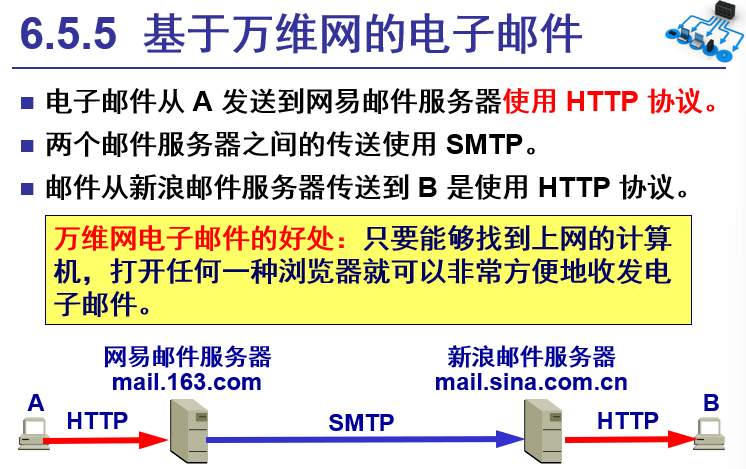 6.5.5 基于万维网的电子邮件
电子邮件从 A 发送到网易邮件服务器使用 HTTP 协议。
两个邮件服务器之间的传送使用 SMTP。
邮件从新浪邮件服务器传送到 B 是使用 HTTP 协议。
万维网电子邮件的好处：只要能够找到上网的计算
机，打开任何一种浏览器就可以非常方便地收发电
子邮件。
网易邮件服务器
mail.163.com
新浪邮件服务器
mail.sina.com.cn
A
HTTP
SMTP
HTTP
B